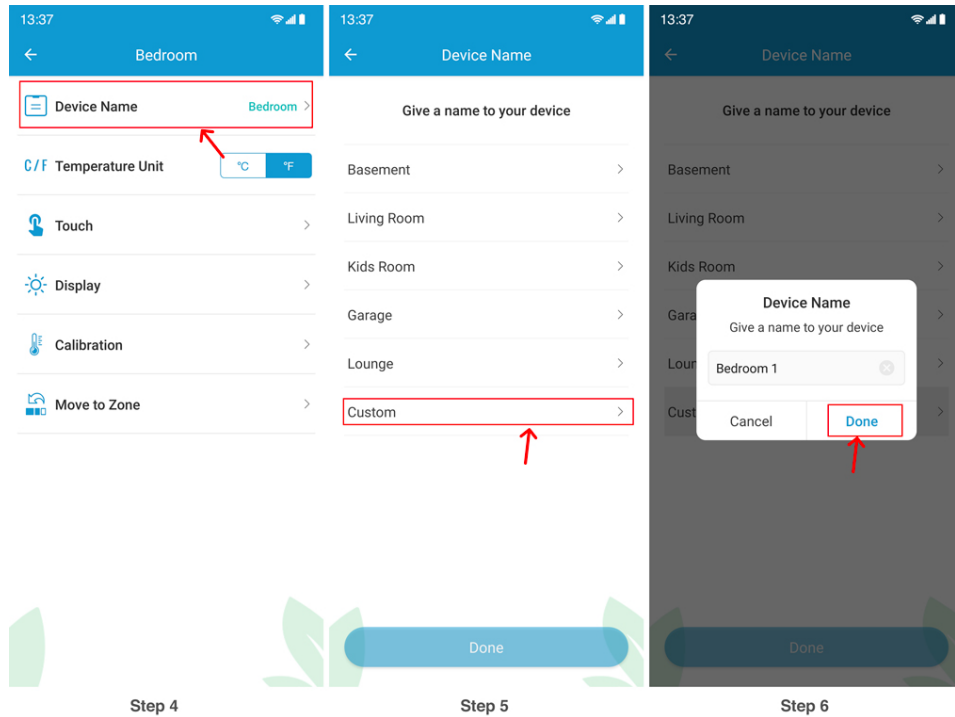 13:37
Bedroom
Device Name
Bedroom
C/F Temperature Unit
°C
°F
Touch
Display
Calibration
Move to Zone
Step 4
13:37
Device Name
Give a name to your device
Basement
Living Room
Kids Room
Garage
Lounge
Custom
Done
Step 5
13:37
Device Name
Give a name to your device
Basement
Living Room
Kids Room
Gara
Loun
Cust
Device Name
Give a name to your device
Bedroom 1
Cancel
Done
Done
Step 6